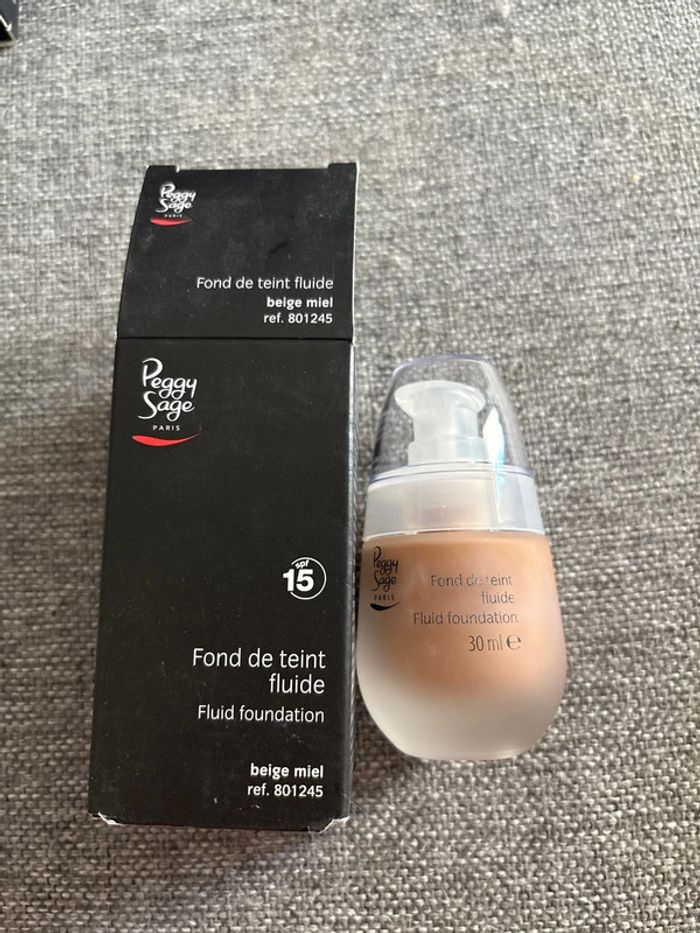 Peggy
Sage
PARIS
Fond de teint fluide
beige miel
ref. 801245
Peggy
Sage
PARIS
spf
15
Fond de teint
fluide
Fluid foundation
beige miel
ref. 801245
Peggy
Sage
PARIS
Fond de teint
fluide
Fluid foundation
30 ml e